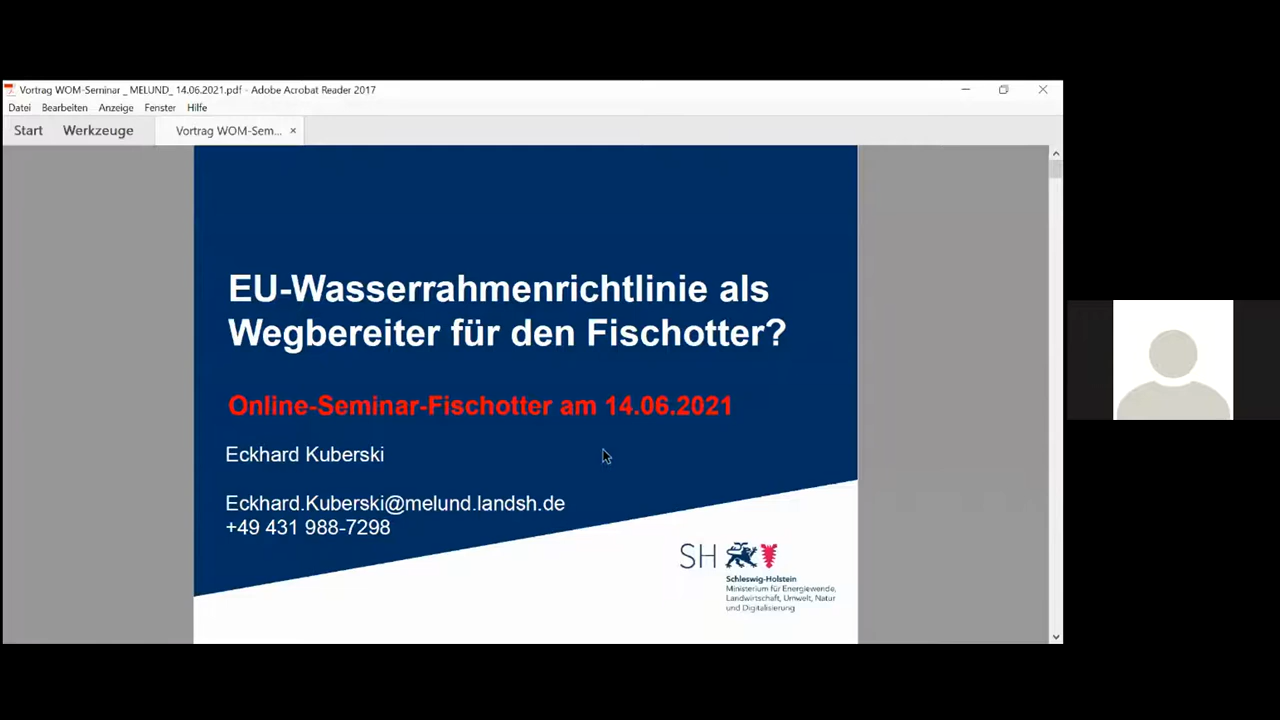 Vortrag WOM-Seminar _ MELUND_ 14.06.2021.pdf - Adobe Acrobat Reader 2017
Datei Bearbeiten Anzeige Fenster Hilfe
Start Werkzeuge Vortrag WOM-Sem... ×
EU-Wasserrahmenrichtlinie als
Wegbereiter für den Fischotter?
Online-Seminar-Fischotter am 14.06.2021
Eckhard Kuberski
Eckhard.Kuberski@melund.landsh.de
+49 431 988-7298
SH
Schleswig-Holstein
Ministerium für Energiewende,
Landwirtschaft, Umwelt, Natur
und Digitalisierung